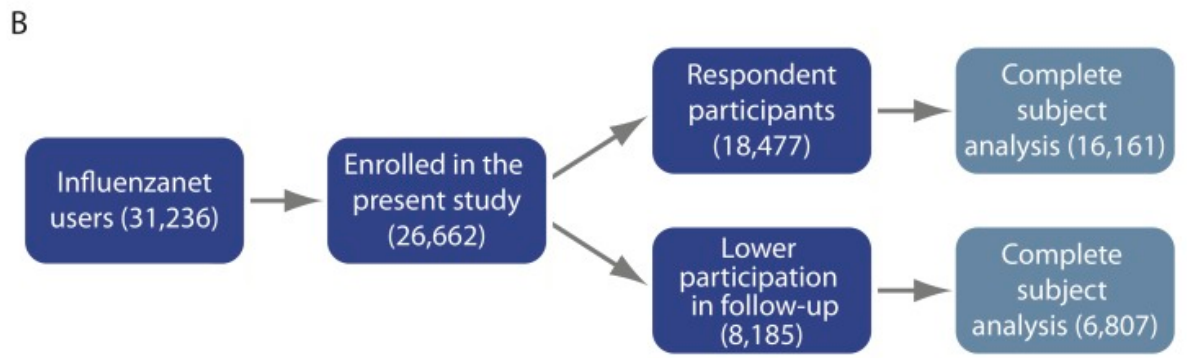 B
Influenzanet
users (31,236)
Enrolled in the
present study
(26,662)
Respondent
participants
(18,477)
Complete
subject
analysis (16,161)
Lower
participation
in follow-up
(8,185)
Complete
subject
analysis (6,807)